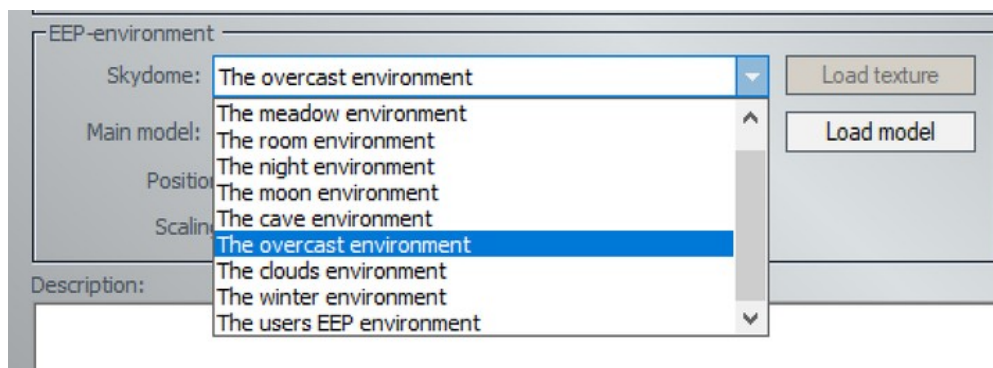 EEP-environment
Skydome: The overcast environment Load texture
The meadow environment
Main model: Load model
The room environment
The night environment
Position
The moon environment
The cave environment
Scaling
The overcast environment
The clouds environment
Description:
The winter environment
The users EEP environment